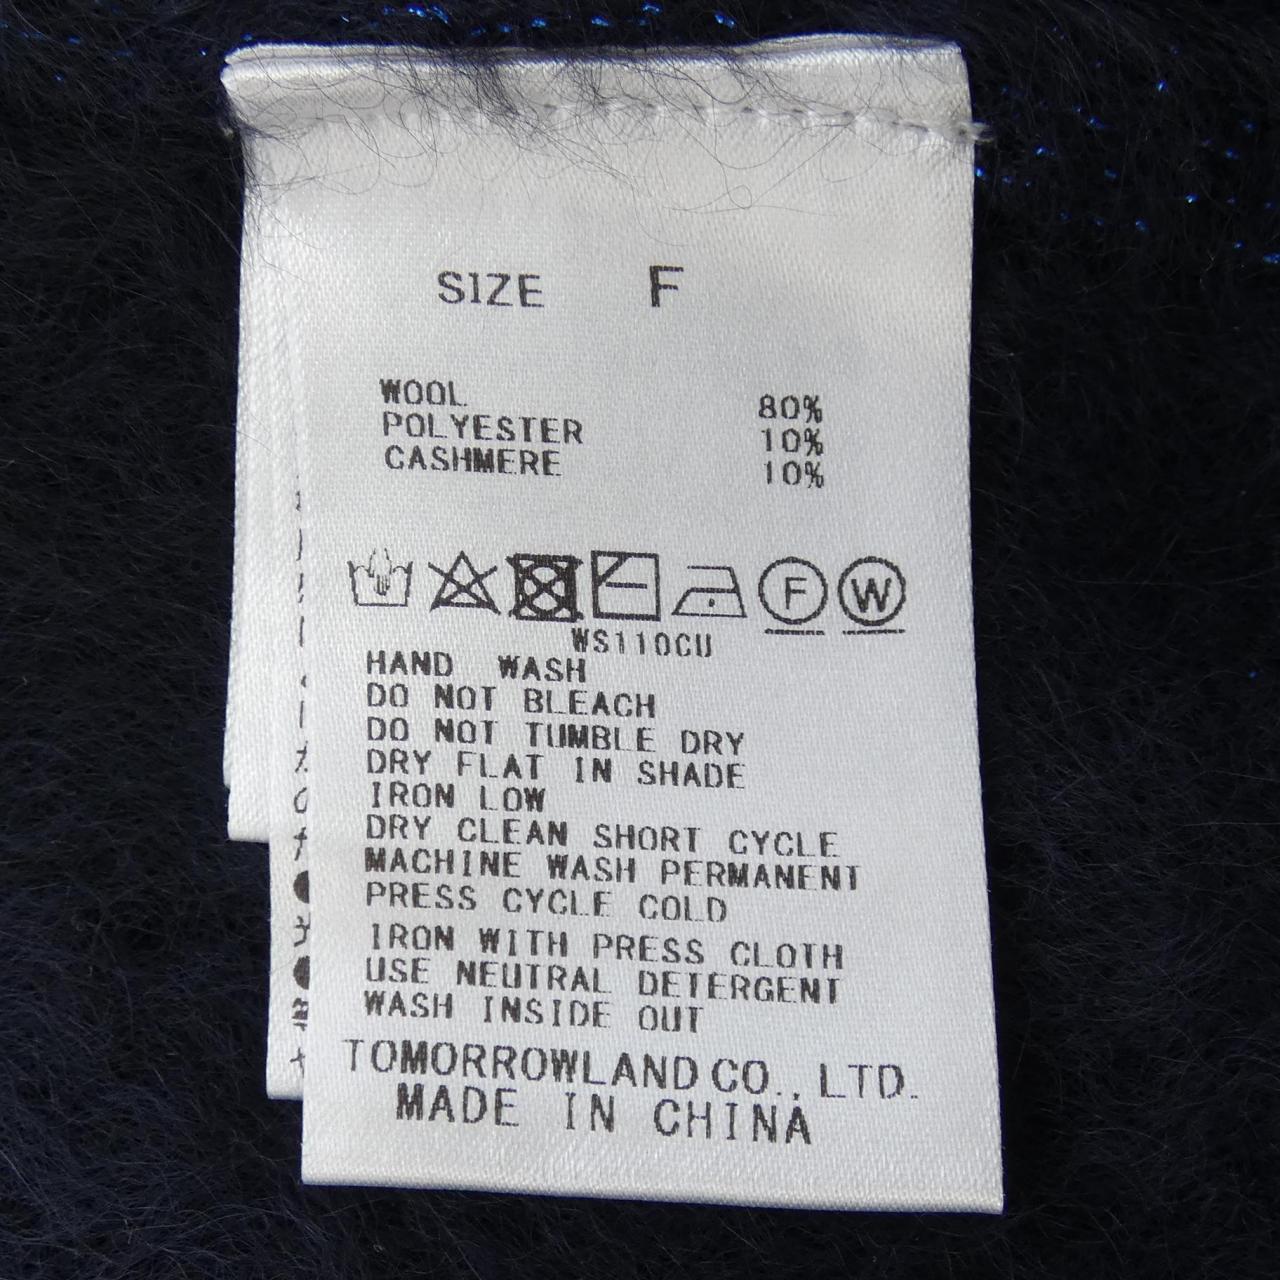 SIZE F
WOOL 80%
POLYESTER 10%
CASHMERE 10%
F W
WS110CU
HAND WASH
DO NOT BLEACH
DO NOT TUMBLE DRY
DRY FLAT IN SHADE
IRON LOW
DRY CLEAN SHORT CYCLE
MACHINE WASH PERMANENT
PRESS CYCLE COLD
IRON WITH PRESS CLOTH
USE NEUTRAL DETERGENT
WASH INSIDE OUT
TOMORROWLAND CO., LTD.
MADE IN CHINA